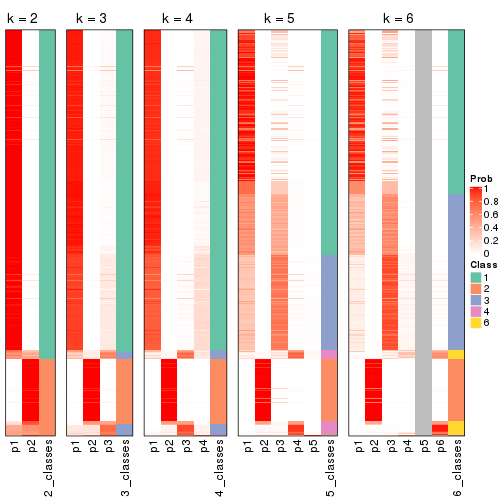 k = 2
k = 3
k = 4
k = 5
k = 6
p1
p2
2_classes
p1
p2
p3
3_classes
p1
p2
p3
p4
4_classes
p1
p2
p3
p4
p5
5_classes
p1
p2
p3
p4
p5
p6
6_classes
Prob
1
0.8
0.6
0.4
0.2
0
Class
1
2
3
4
6